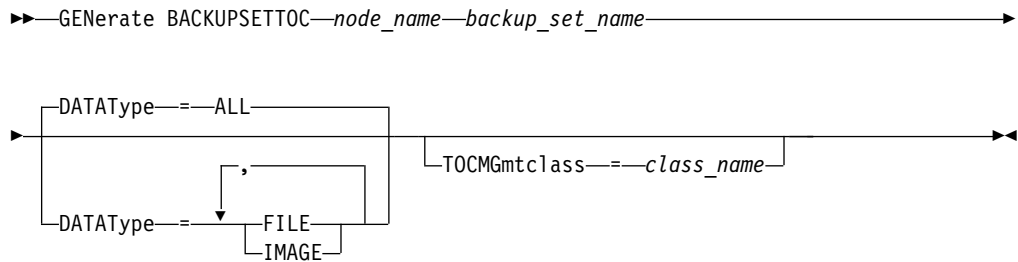 GENerate BACKUPSETTOC node_name backup_set_name
DATAType = ALL
TOCMGmtclass = class_name
,
DATAType = FILE
IMAGE